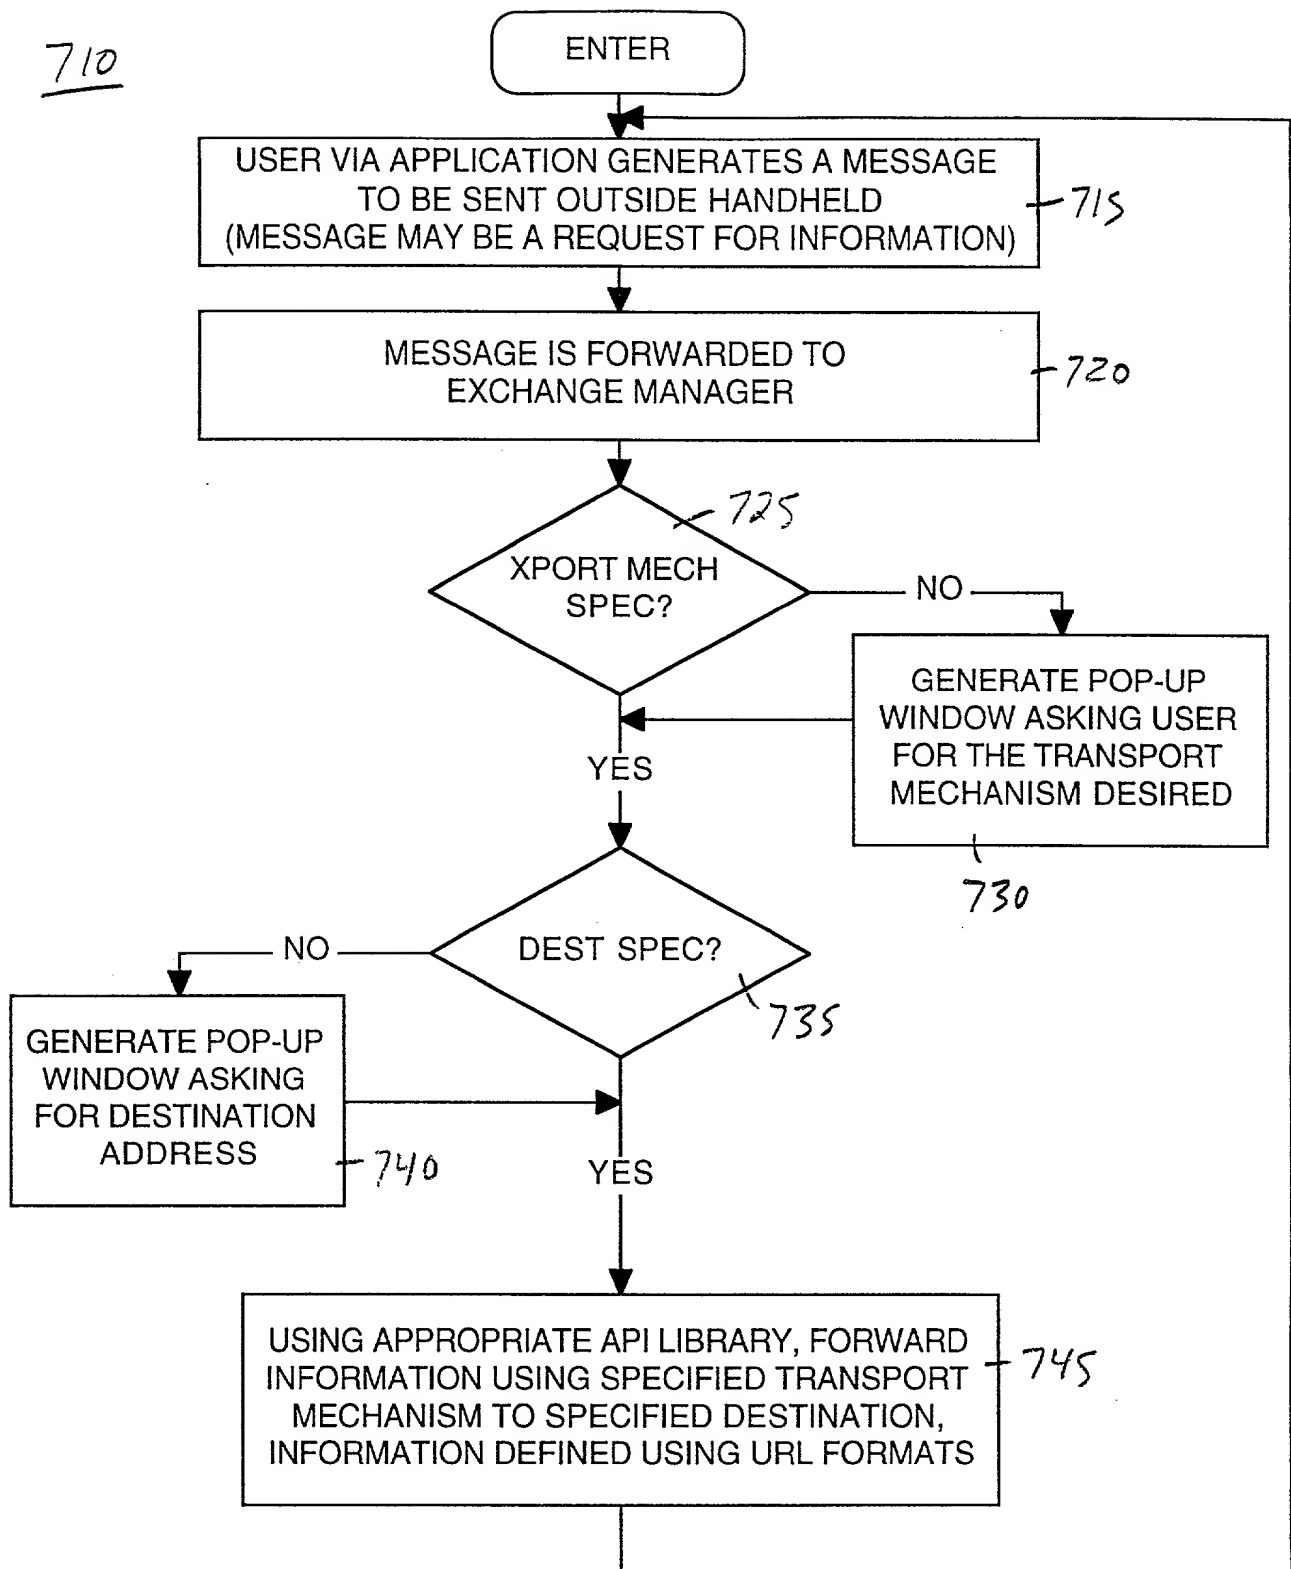 710
ENTER
USER VIA APPLICATION GENERATES A MESSAGE
TO BE SENT OUTSIDE HANDHELD
(MESSAGE MAY BE A REQUEST FOR INFORMATION)
715
MESSAGE IS FORWARDED TO
EXCHANGE MANAGER
720
725
XPORT MECH
SPEC?
NO
GENERATE POP-UP
WINDOW ASKING USER
FOR THE TRANSPORT
MECHANISM DESIRED
730
YES
DEST SPEC?
735
NO
GENERATE POP-UP
WINDOW ASKING
FOR DESTINATION
ADDRESS
740
YES
USING APPROPRIATE API LIBRARY, FORWARD
INFORMATION USING SPECIFIED TRANSPORT
MECHANISM TO SPECIFIED DESTINATION,
INFORMATION DEFINED USING URL FORMATS
745